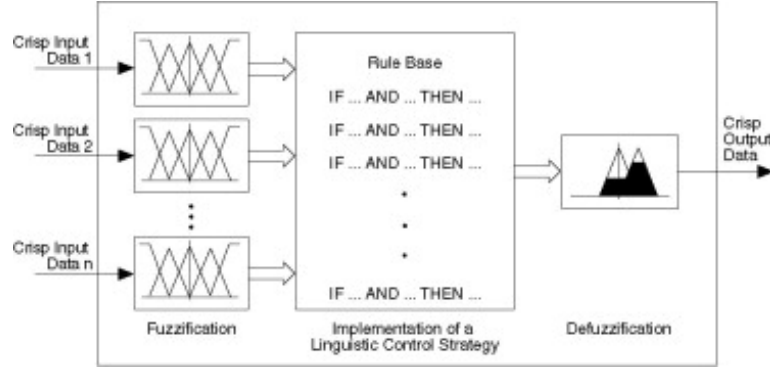 Crisp Input
Data 1
Crisp Input
Data 2
Crisp Input
Data n
Fuzzification
Rule Base
IF ... AND ... THEN ...
IF ... AND ... THEN ...
IF ... AND ... THEN ...
IF ... AND ... THEN ...
Implementation of a
Linguistic Control Strategy
Defuzzification
Crisp
Output
Data